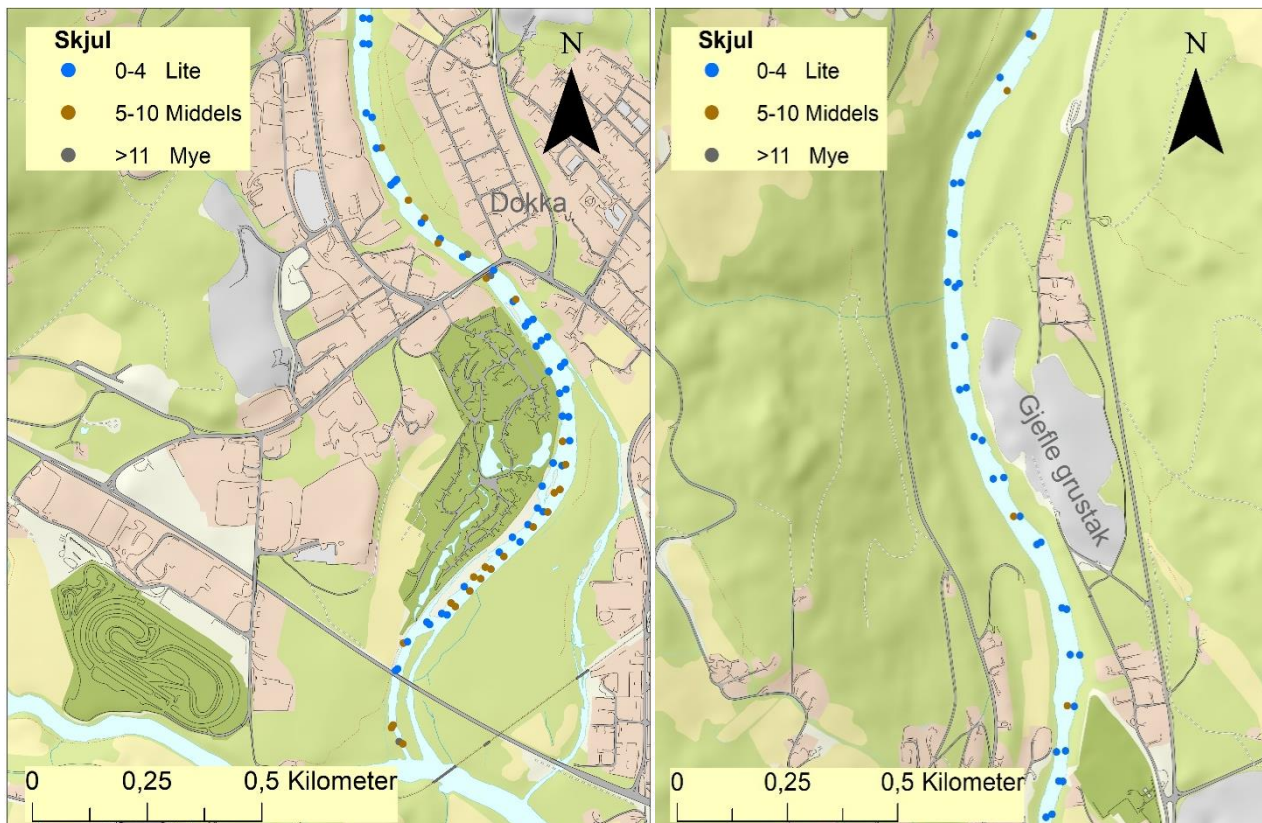 Skjul
0-4 Lite
5-10 Middels
>11 Mye
N
Dokka
0 0,25 0,5 Kilometer
Skjul
0-4 Lite
5-10 Middels
>11 Mye
N
Gjefle grustak
0 0,25 0,5 Kilometer